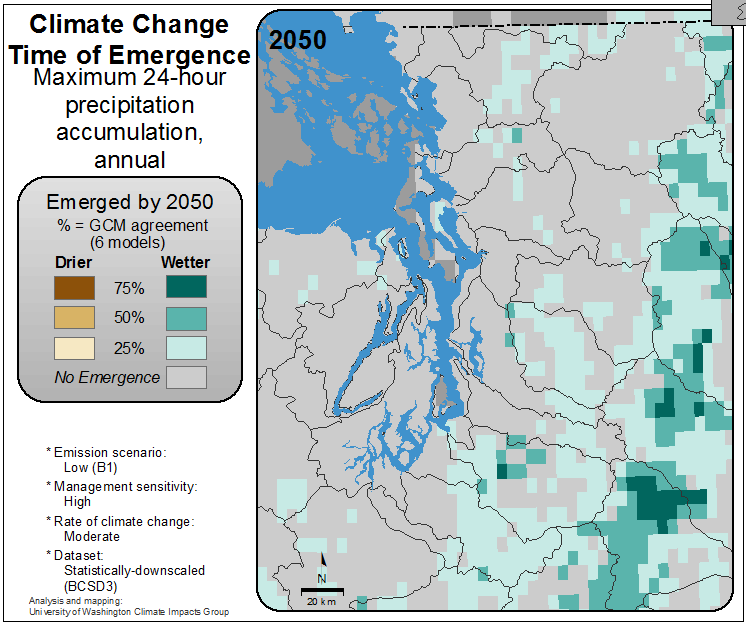 Climate Change
Time of Emergence
Maximum 24-hour
precipitation
accumulation,
annual
2050
Emerged by 2050
% = GCM agreement
(6 models)
Drier Wetter
75%
50%
25%
No Emergence
* Emission scenario:
Low (B1)
* Management sensitivity:
High
* Rate of climate change:
Moderate
* Dataset:
Statistically-downscaled
(BCSD3)
Analysis and mapping:
University of Washington Climate Impacts Group
N
20 km